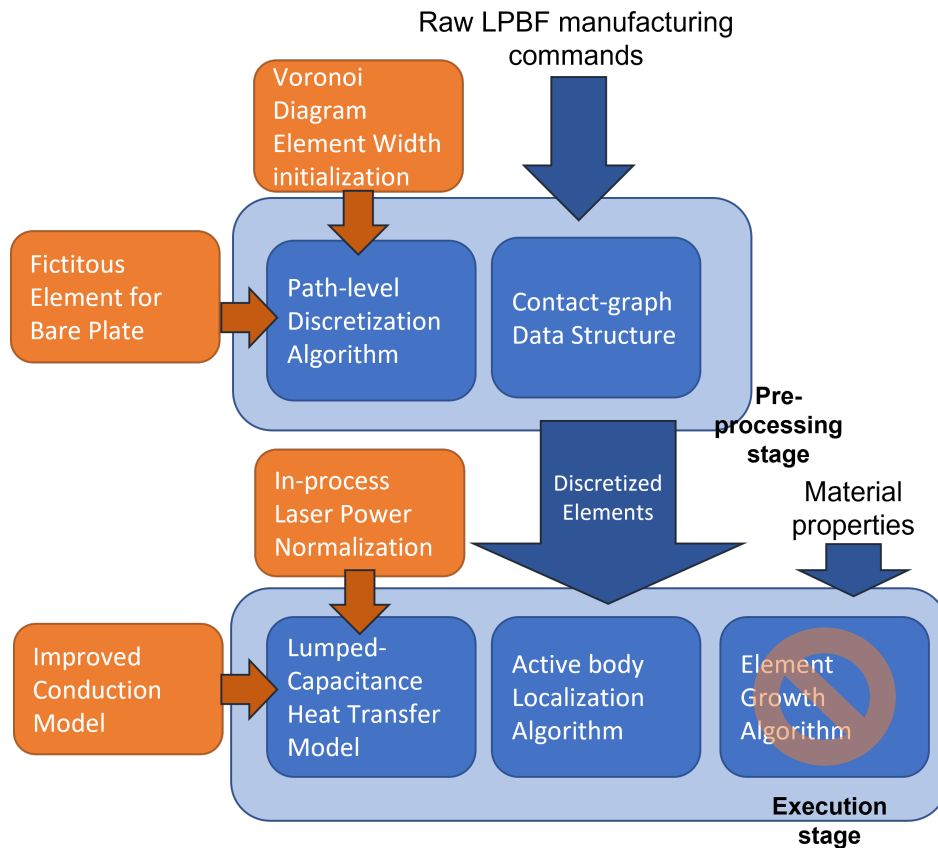 Raw LPBF manufacturing
commands
Voronoi
Diagram
Element Width
initialization
Fictitous
Element for
Bare Plate
Path-level
Discretization
Algorithm
Contact-graph
Data Structure
Pre-
processing
stage
In-process
Laser Power
Normalization
Discretized
Elements
Material
properties
Improved
Conduction
Model
Lumped-
Capacitance
Heat Transfer
Model
Active body
Localization
Algorithm
Element
Growth
Algorithm
Execution
stage